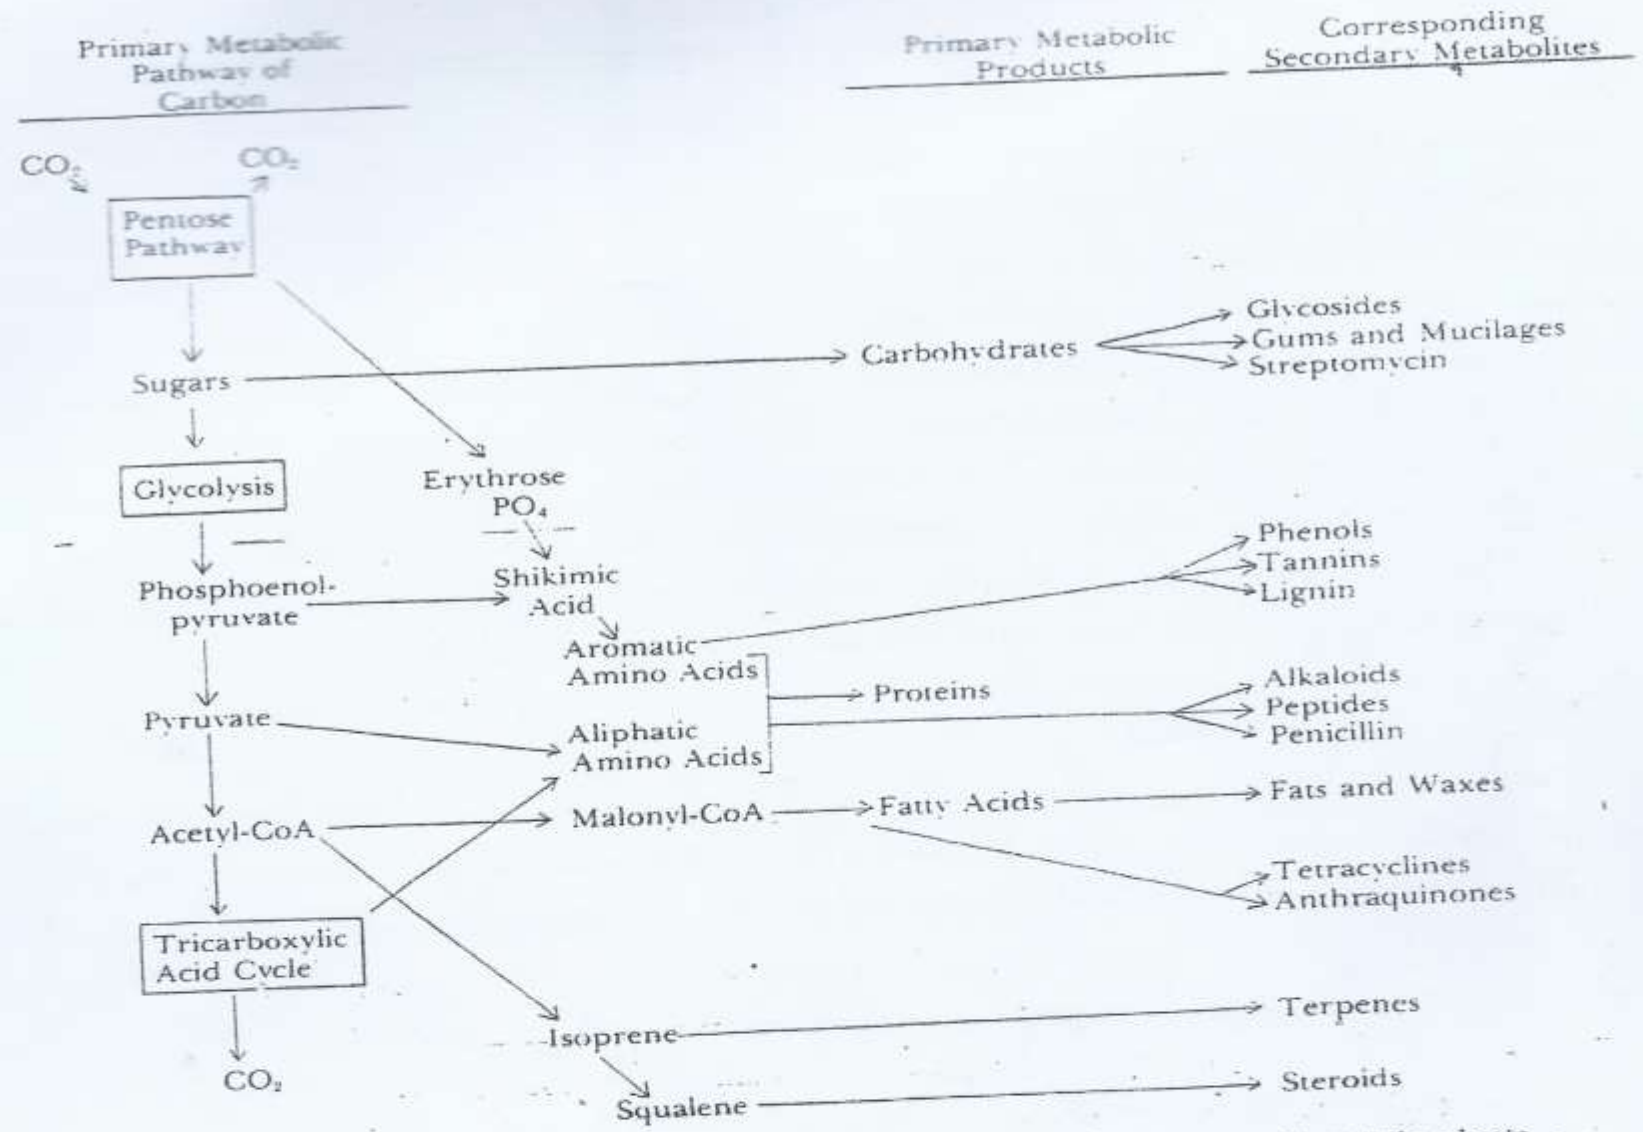 Primary Metabolic
Pathway of
Carbon
Primary Metabolic
Products
Corresponding
Secondary Metabolites
CO₂
CO₂
Pentose
Pathway
Glycosides
Gums and Mucilages
Streptomycin
Carbohydrates
Sugars
Glycolysis
Erythrose
PO₄
Phenols
Tannins
Lignin
Phosphoenol-
pyruvate
Shikimic
Acid
Aromatic
Amino Acids
Proteins
Alkaloids
Peptides
Penicillin
Pyruvate
Aliphatic
Amino Acids
Acetyl-CoA
Malonyl-CoA
Fatty Acids
Fats and Waxes
Tetracyclines
Anthraquinones
Tricarboxylic
Acid Cycle
Isoprene
Terpenes
CO₂
Squalene
Steroids